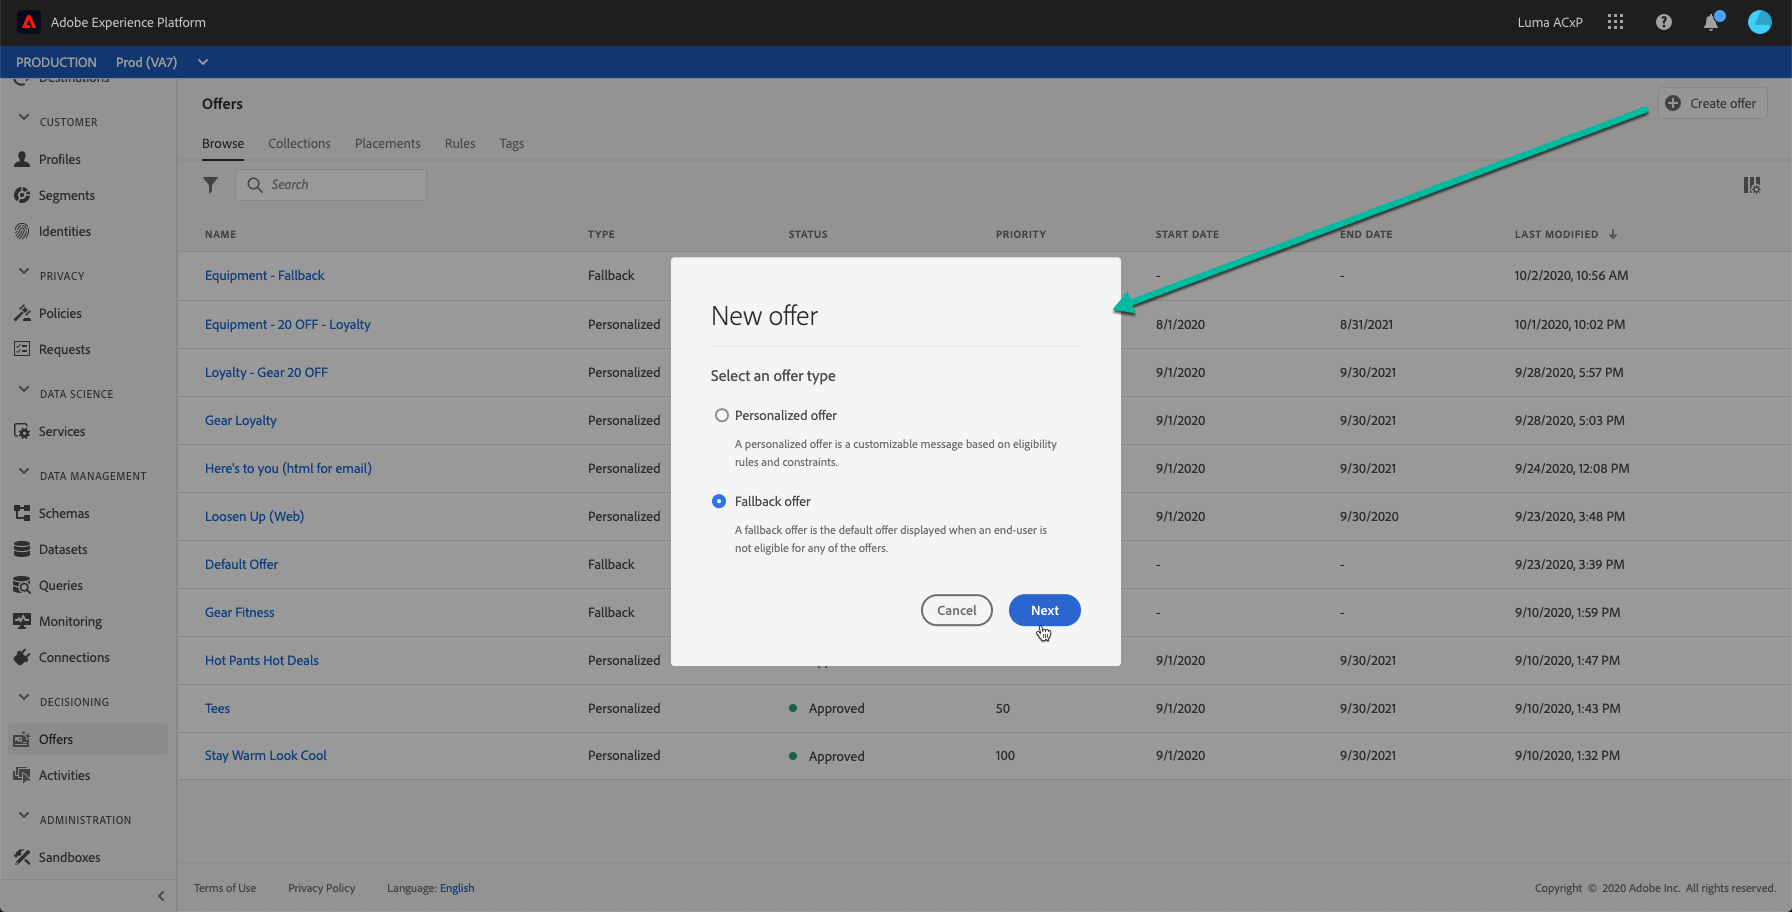 Adobe Experience Platform
Luma ACxP
PRODUCTION Prod (VA7)
Destinations
CUSTOMER
Profiles
Segments
Identities
PRIVACY
Policies
Requests
DATA SCIENCE
Services
DATA MANAGEMENT
Schemas
Datasets
Queries
Monitoring
Connections
DECISIONING
Offers
Activities
ADMINISTRATION
Sandboxes
Offers
Create offer
Browse Collections Placements Rules Tags
Search
NAME TYPE STATUS PRIORITY START DATE END DATE LAST MODIFIED
Equipment - Fallback Fallback - - 10/2/2020, 10:56 AM
Equipment - 20 OFF - Loyalty Personalized 8/1/2020 8/31/2021 10/1/2020, 10:02 PM
Loyalty - Gear 20 OFF Personalized 9/1/2020 9/30/2021 9/28/2020, 5:57 PM
Gear Loyalty Personalized 9/1/2020 9/30/2021 9/28/2020, 5:03 PM
Here's to you (html for email) Personalized 9/1/2020 9/30/2021 9/24/2020, 12:08 PM
Loosen Up (Web) Personalized 9/1/2020 9/30/2020 9/23/2020, 3:48 PM
Default Offer Fallback - - 9/23/2020, 3:39 PM
Gear Fitness Fallback - - 9/10/2020, 1:59 PM
Hot Pants Hot Deals Personalized 9/1/2020 9/30/2021 9/10/2020, 1:47 PM
Tees Personalized Approved 50 9/1/2020 9/30/2021 9/10/2020, 1:43 PM
Stay Warm Look Cool Personalized Approved 100 9/1/2020 9/30/2021 9/10/2020, 1:32 PM
New offer
Select an offer type
Personalized offer
A personalized offer is a customizable message based on eligibility
rules and constraints.
Fallback offer
A fallback offer is the default offer displayed when an end-user is
not eligible for any of the offers.
Cancel Next
Terms of Use Privacy Policy Language: English
Copyright © 2020 Adobe Inc. All rights reserved.